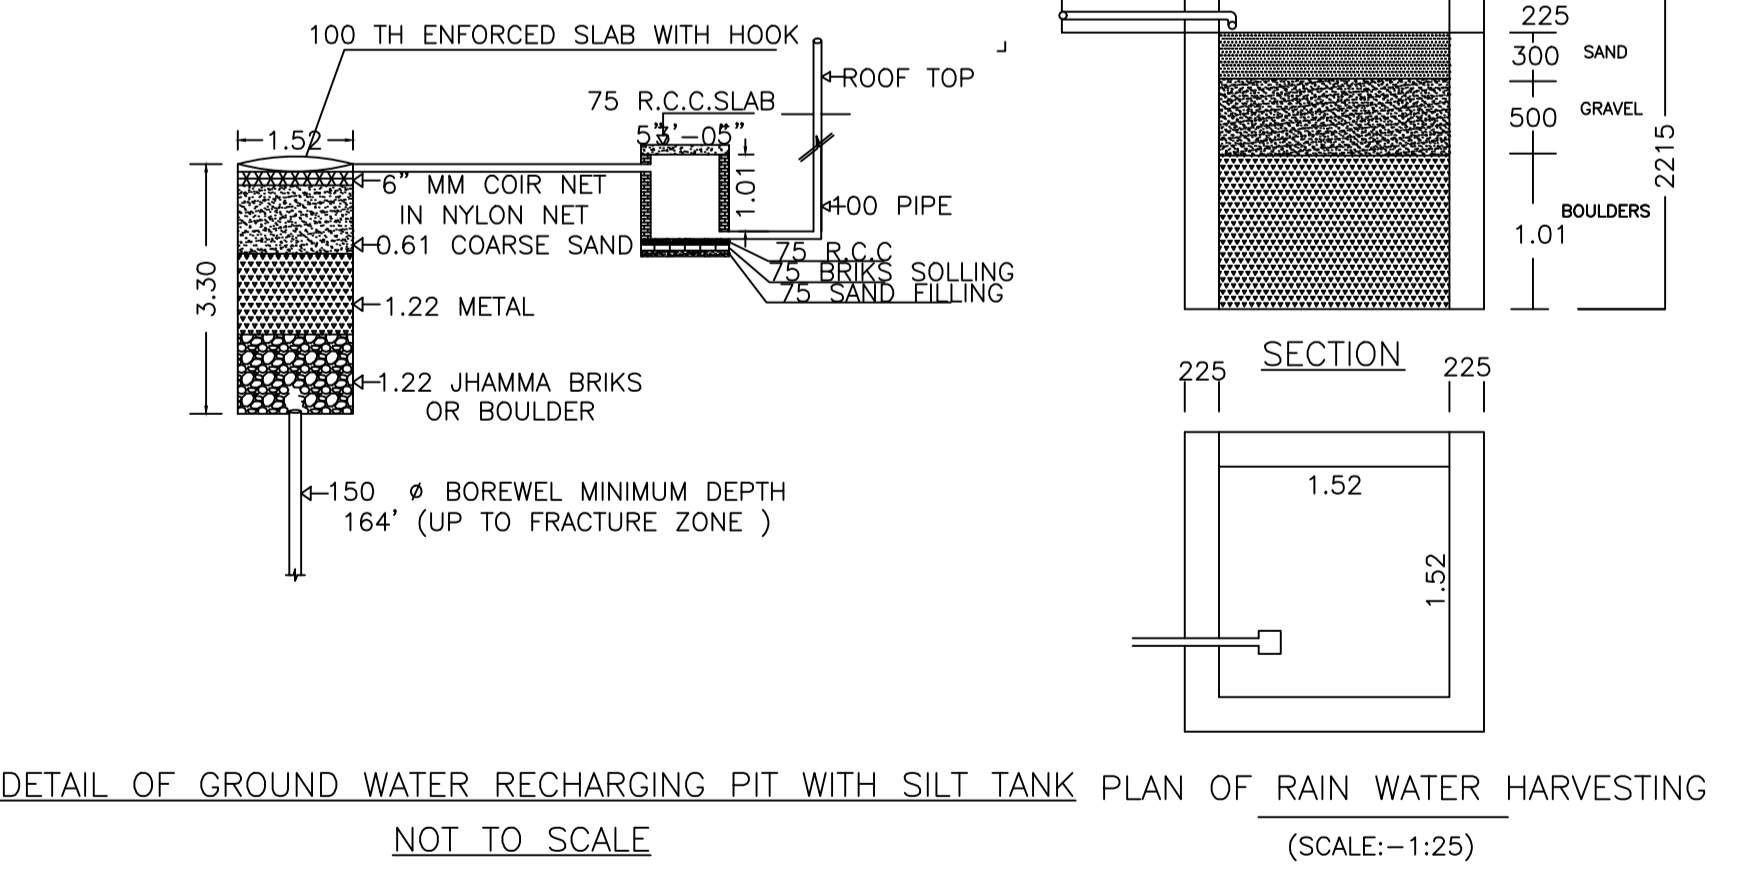 100 TH ENFORCED SLAB WITH HOOK
ROOF TOP
75 R.C.C.SLAB
1.52
6" MM COIR NET
IN NYLON NET
1.01
100 PIPE
0.61 COARSE SAND
75 R.C.C
75 BRIKS SOLLING
75 SAND FILLING
3.30
1.22 METAL
1.22 JHAMMA BRIKS
OR BOULDER
150 ø BOREWEL MINIMUM DEPTH
164' (UP TO FRACTURE ZONE )
DETAIL OF GROUND WATER RECHARGING PIT WITH SILT TANK
NOT TO SCALE
225
300 SAND
500 GRAVEL
2215
BOULDERS
1.01
SECTION
225
225
1.52
1.52
PLAN OF RAIN WATER HARVESTING
(SCALE:-1:25)